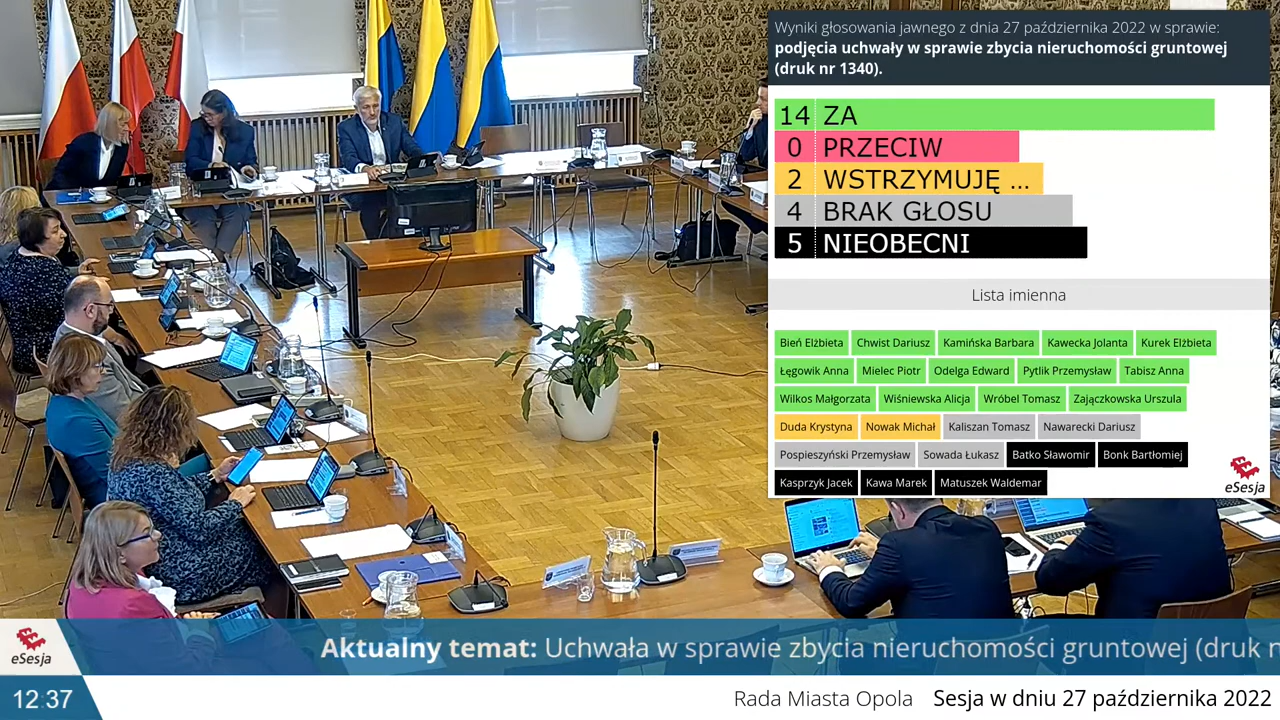 Wyniki głosowania jawnego z dnia 27 października 2022 w sprawie:
podjęcia uchwały w sprawie zbycia nieruchomości gruntowej
(druk nr 1340).
14 ZA
0 PRZECIW
2 WSTRZYMUJĘ ...
4 BRAK GŁOSU
5 NIEOBECNI
Lista imienna
Bień Elżbieta Chwist Dariusz Kamińska Barbara Kawecka Jolanta Kurek Elżbieta
Łęgowik Anna Mielec Piotr Odelga Edward Pytlik Przemysław Tabisz Anna
Wilkos Małgorzata Wiśniewska Alicja Wróbel Tomasz Zajączkowska Urszula
Duda Krystyna Nowak Michał Kaliszan Tomasz Nawarecki Dariusz
Pospieszyński Przemysław Sowada Łukasz Batko Sławomir Bonk Bartłomiej
Kasprzyk Jacek Kawa Marek Matuszek Waldemar
eSesja
eSesja
Aktualny temat: Uchwała w sprawie zbycia nieruchomości gruntowej (druk n
12:37
Rada Miasta Opola Sesja w dniu 27 października 2022